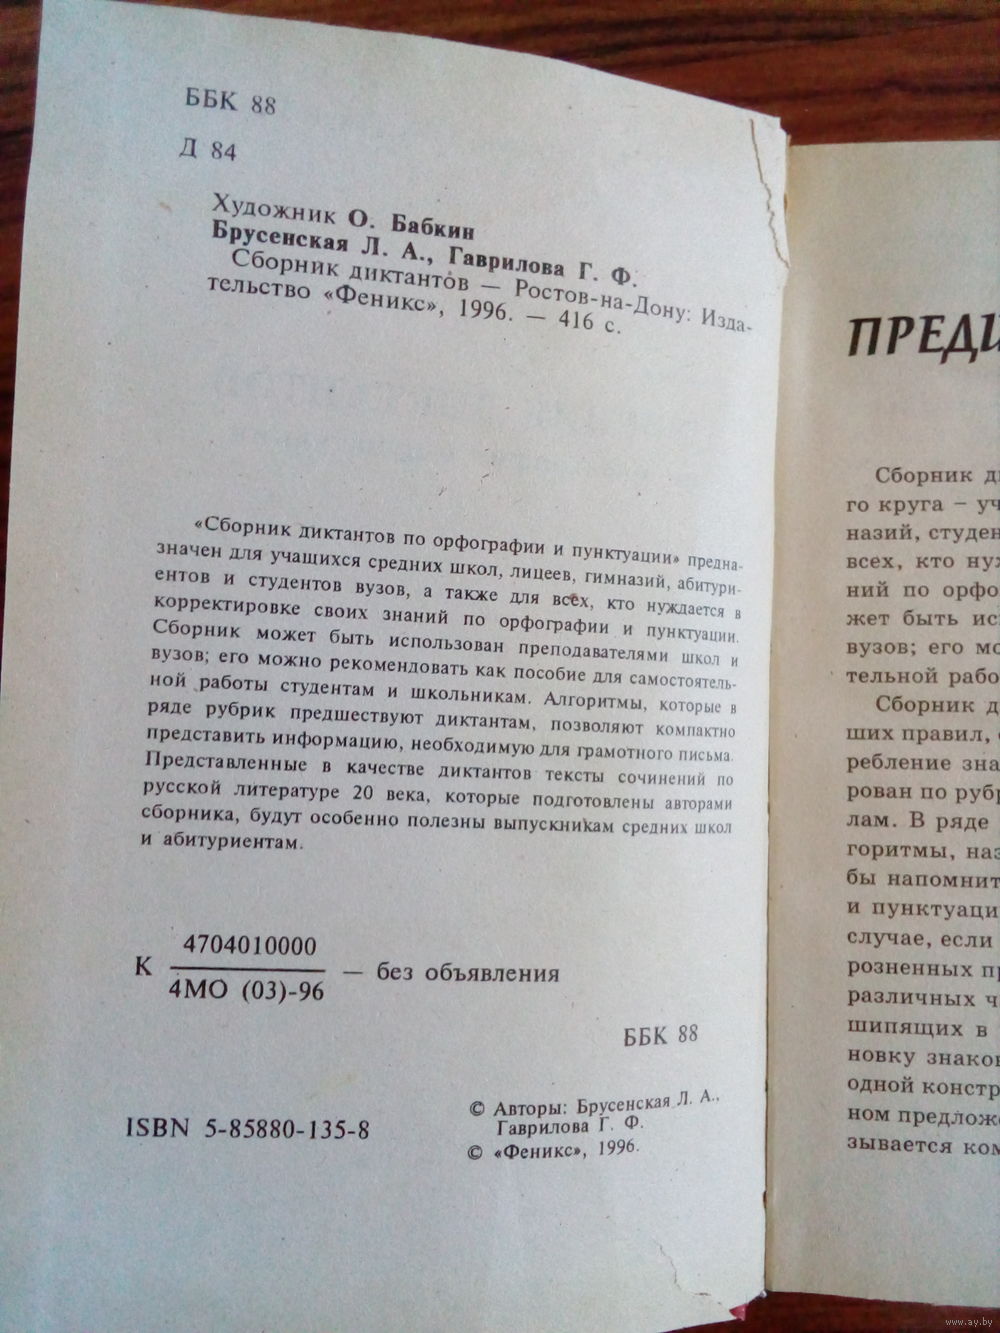 ББК 88
Д 84
Художник О. Бабкин
Брусенская Л. А., Гаврилова Г. Ф.
Сборник диктантов — Ростов-на-Дону: Изда-
тельство «Феникс», 1996. — 416 с.
«Сборник диктантов по орфографии и пунктуации» предна-
значен для учашихся средних школ, лицеев, гимназий, абитури-
ентов и студентов вузов, а также для всех, кто нуждается в
корректировке своих знаний по орфографии и пунктуации.
Сборник может быть использован преподавателями школ и
вузов; его можно рекомендовать как пособие для самостоятель-
ной работы студентам и школьникам. Алгоритмы, которые в
ряде рубрик предшествуют диктантам, позволяют компактно
представить информацию, необходимую для грамотного письма.
Представленные в качестве диктантов тексты сочинений по
русской литературе 20 века, которые подготовлены авторами
сборника, будут особенно полезны выпускникам средних школ
и абитуриентам.
К 4704010000
4МО (03)-96 — без объявления
ББК 88
ISBN 5-85880-135-8
© Авторы: Брусенская Л. А.,
Гаврилова Г. Ф.
© «Феникс», 1996.
ПРЕДИ
Сборник ди
го круга – уч
назий, студен
всех, кто нуж
ний по орфо
жет быть ис
вузов; его мо
тельной рабо
Сборник д
ших правил,
ребление зна
рован по рубр
лам. В ряде
горитмы, наз
бы напомнит
и пунктуаци
случае, если
розненных пр
различных ч
шипящих в
новку знаков
одной констр
ном предлож
зывается ком
www.ay.by